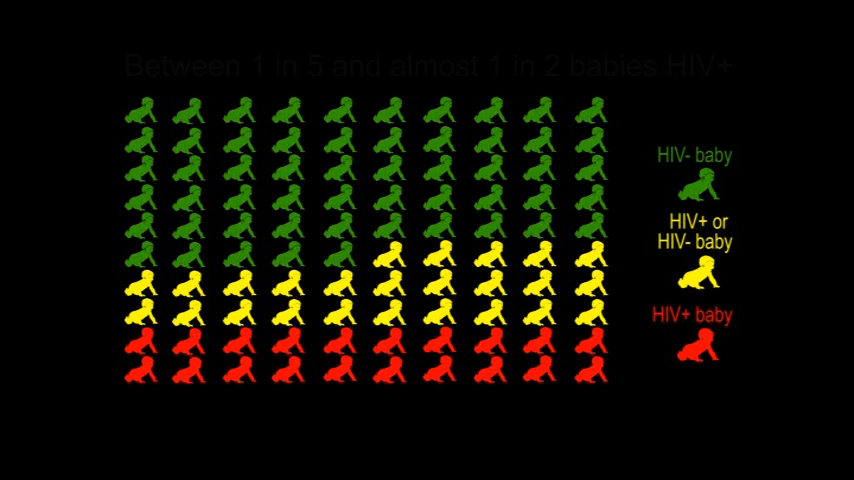 Between 1 in 5 and almost 1 in 2 babies HIV+
HIV- baby
HIV+ or
HIV- baby
HIV+ baby